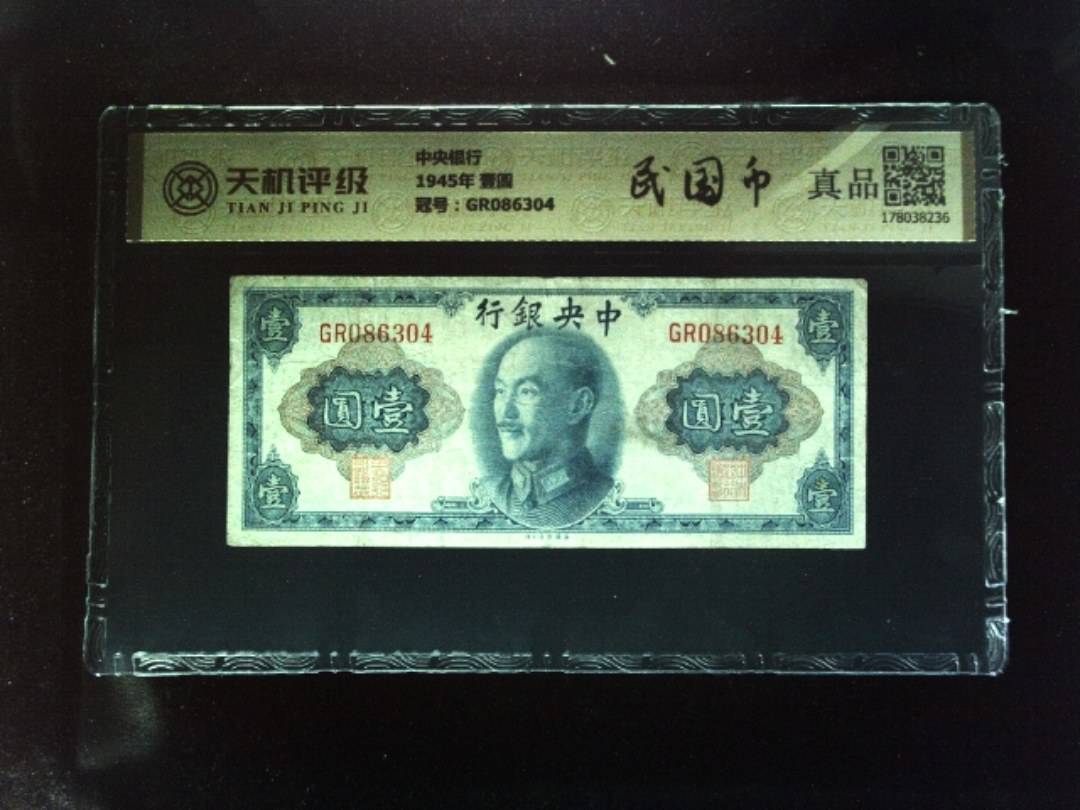 天机评级
TIAN JI PING JI
中央银行
1945年 壹圆
冠号：GR086304
民国币
真品
178038236
行銀央中
GR086304
GR086304
壹
壹
圓壹
圓壹
壹
壹